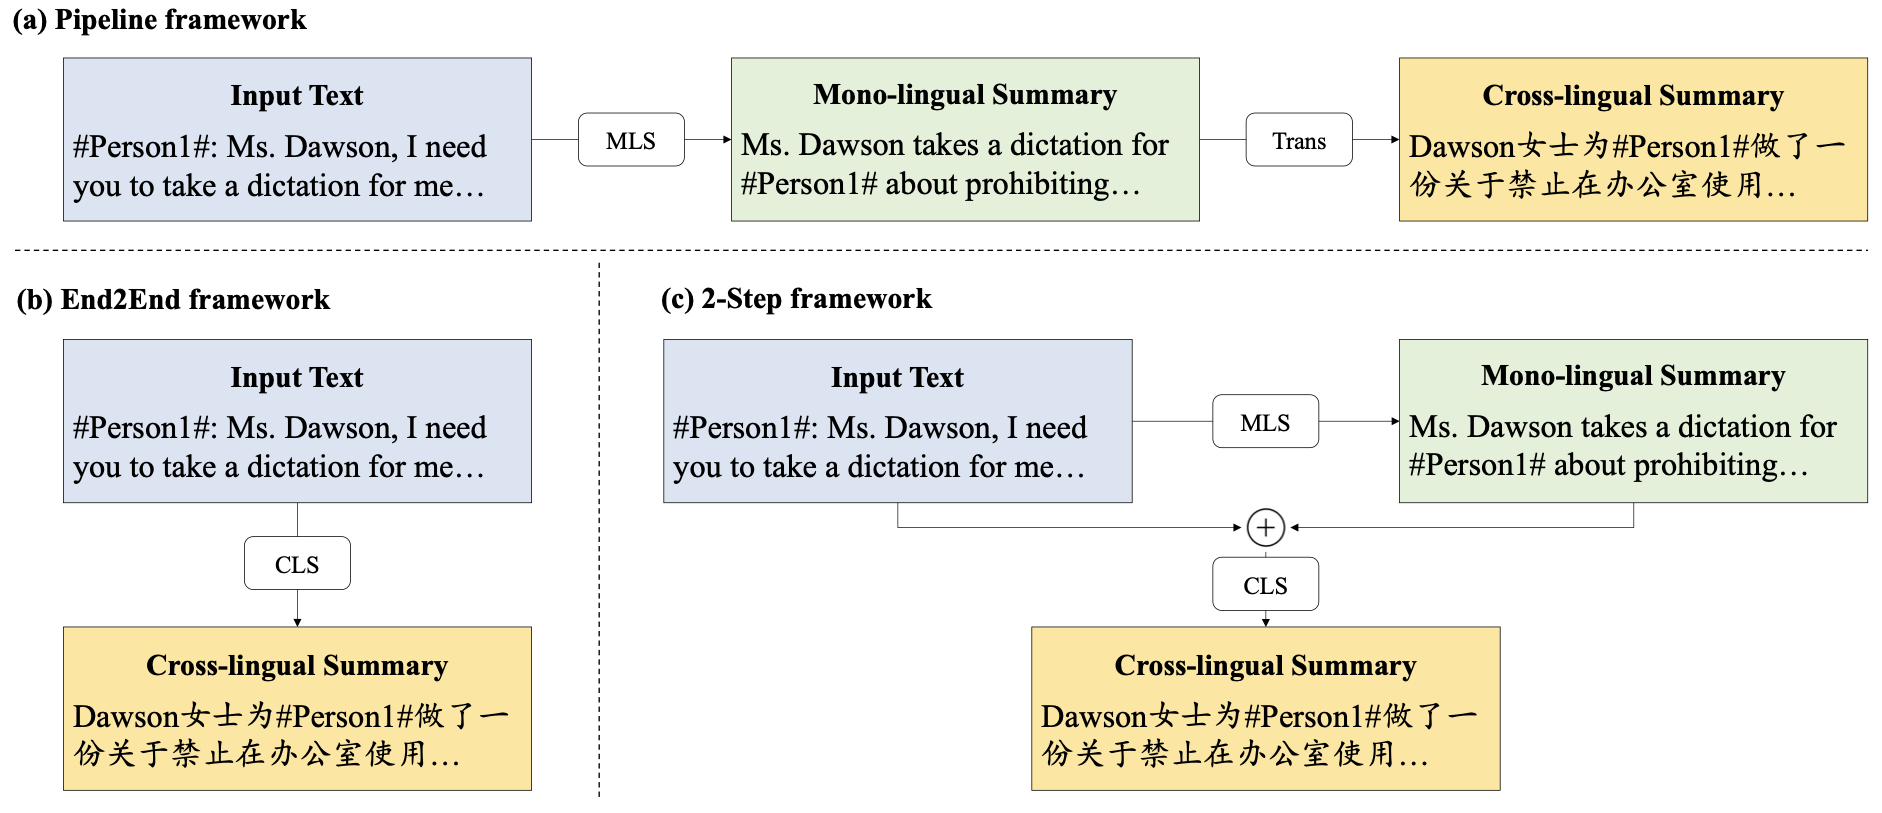 (a) Pipeline framework
Input Text
#Person1#: Ms. Dawson, I need
you to take a dictation for me…
MLS
Mono-lingual Summary
Ms. Dawson takes a dictation for
#Person1# about prohibiting…
Trans
Cross-lingual Summary
Dawson女士为#Person1#做了一
份关于禁止在办公室使用…
(b) End2End framework
Input Text
#Person1#: Ms. Dawson, I need
you to take a dictation for me…
CLS
Cross-lingual Summary
Dawson女士为#Person1#做了一
份关于禁止在办公室使用…
(c) 2-Step framework
Input Text
#Person1#: Ms. Dawson, I need
you to take a dictation for me…
MLS
Mono-lingual Summary
Ms. Dawson takes a dictation for
#Person1# about prohibiting…
+
CLS
Cross-lingual Summary
Dawson女士为#Person1#做了一
份关于禁止在办公室使用…